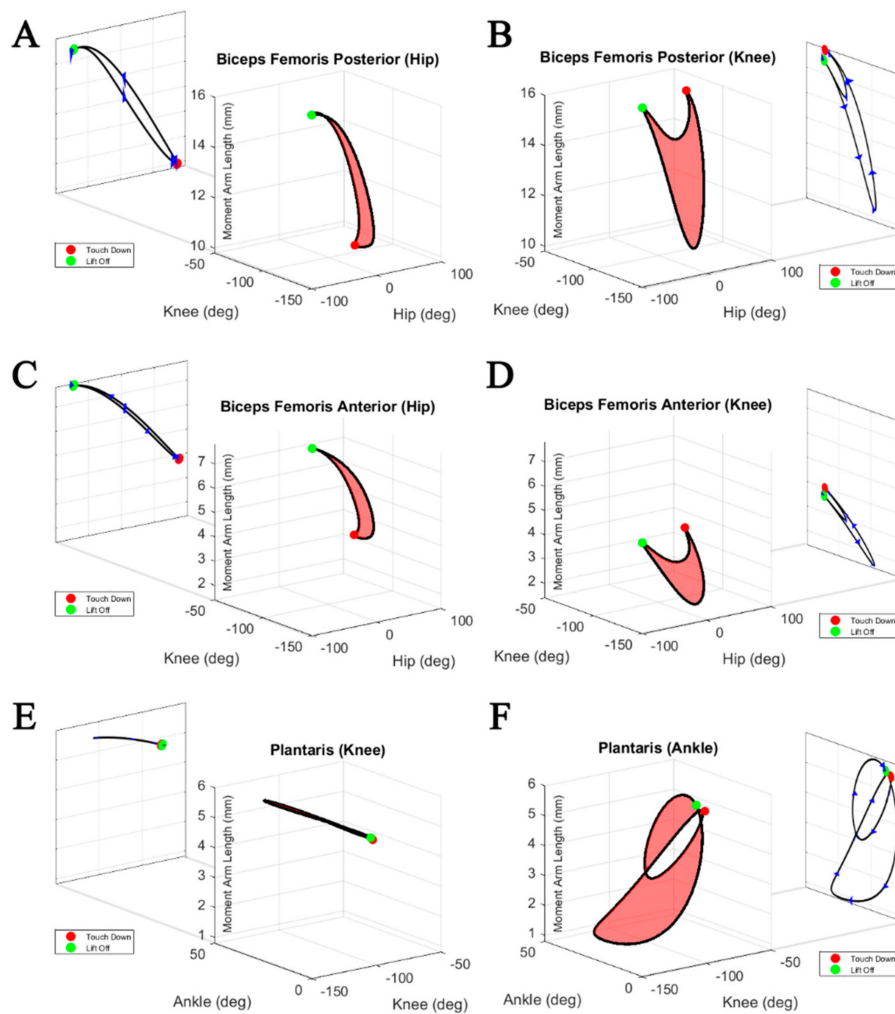 A
B
Biceps Femoris Posterior (Hip)
Biceps Femoris Posterior (Knee)
Moment Arm Length (mm)
16
14
12
10
-50
-100
-150
-100
0
100
Knee (deg)
Hip (deg)
Touch Down
Lift Off
Moment Arm Length (mm)
16
14
12
10
-50
-100
-150
-100
0
100
Knee (deg)
Hip (deg)
Touch Down
Lift Off
C
D
Biceps Femoris Anterior (Hip)
Biceps Femoris Anterior (Knee)
Moment Arm Length (mm)
7
6
5
4
3
2
-50
-100
-150
-100
0
100
Knee (deg)
Hip (deg)
Touch Down
Lift Off
Moment Arm Length (mm)
7
6
5
4
3
2
-50
-100
-150
-100
0
100
Knee (deg)
Hip (deg)
Touch Down
Lift Off
E
F
Plantaris (Knee)
Plantaris (Ankle)
Moment Arm Length (mm)
6
5
4
3
2
1
50
0
-150
-100
-50
Ankle (deg)
Knee (deg)
Touch Down
Lift Off
Moment Arm Length (mm)
6
5
4
3
2
1
50
0
-150
-100
-50
Ankle (deg)
Knee (deg)
Touch Down
Lift Off